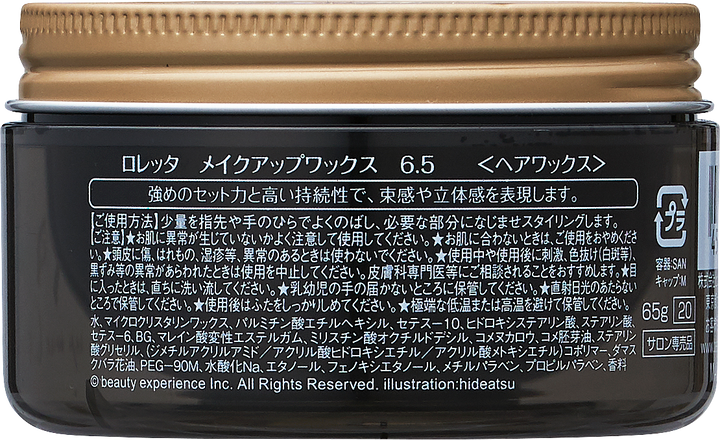 ロレッタ メイクアップワックス 6.5 <ヘアワックス>
強めのセット力と高い持続性で、束感や立体感を表現します。
【ご使用方法】少量を指先や手のひらでよくのばし、必要な部分になじませスタイリングします。
【ご注意】★お肌に異常が生じていないかよく注意して使用してください。★お肌に合わないときは、ご使用をおやめくださ
い。★頭皮に傷、はれもの、湿疹等、異常のあるときは使わないでください。★使用中や使用後に刺激、色抜け(白斑等)、
黒ずみ等の異常があらわれたときは使用を中止してください。皮膚科専門医等にご相談されることをおすすめします。★目
に入ったときは、直ちに洗い流してください。★乳幼児の手の届かないところに保管してください。★直射日光のあたらない
ところで保管してください。★使用後はふたをしっかりしめてください。★極端な低温または高温を避けて保管してください。
水、マイクロクリスタリンワックス、パルミチン酸エチルヘキシル、セテス-10、ヒドロキシステアリン酸、ステアリン酸、
セテス-6、BG、マレイン酸変性エステルガム、ミリスチン酸オクチルドデシル、コメヌカロウ、コメ胚芽油、ステアリン
酸グリセリル、(ジメチルアクリルアミド/アクリル酸ヒドロキシエチル/アクリル酸メトキシエチル)コポリマー、ダマス
クバラ花油、PEG-90M、水酸化Na、エタノール、フェノキシエタノール、メチルパラベン、プロピルパラベン、香料
©beauty experience Inc. All Rights Reserved. illustration:hideatsu
プラ
容器:SAN
キャップ:M
65g 20
サロン専売品